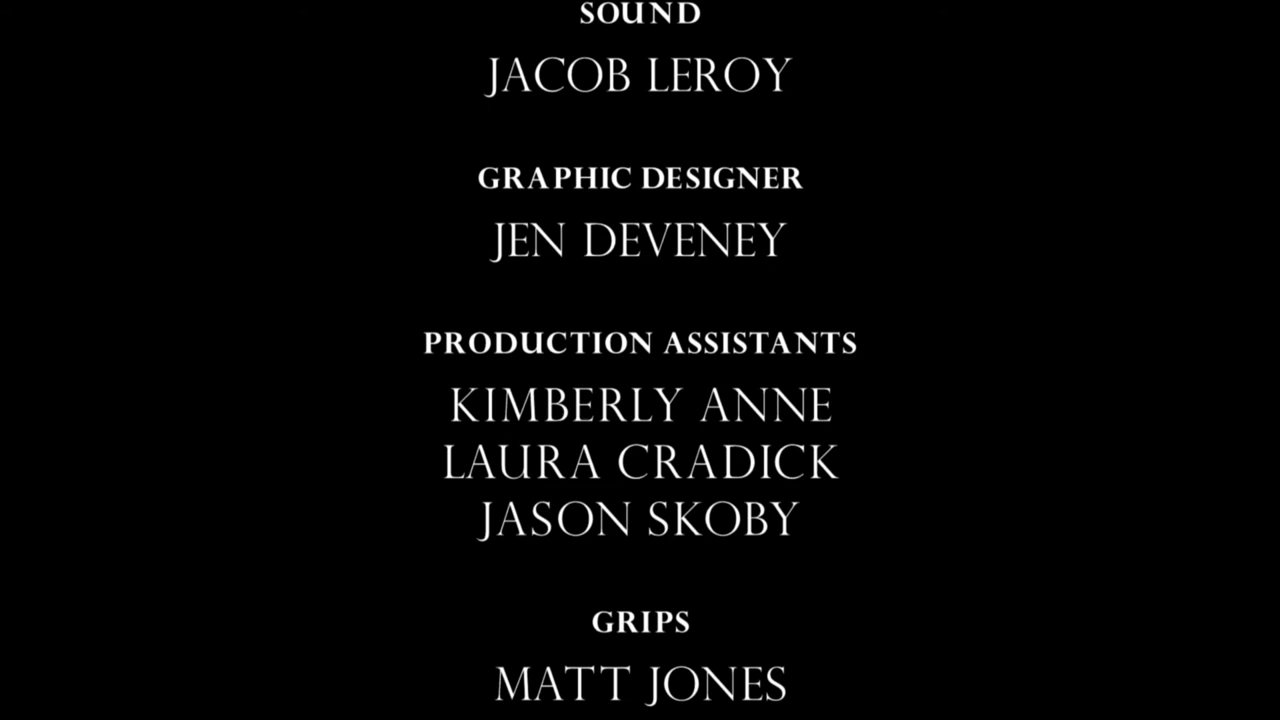 SOUND
JACOB LEROY
GRAPHIC DESIGNER
JEN DEVENEY
PRODUCTION ASSISTANTS
KIMBERLY ANNE
LAURA CRADICK
JASON SKOBY
GRIPS
MATT JONES